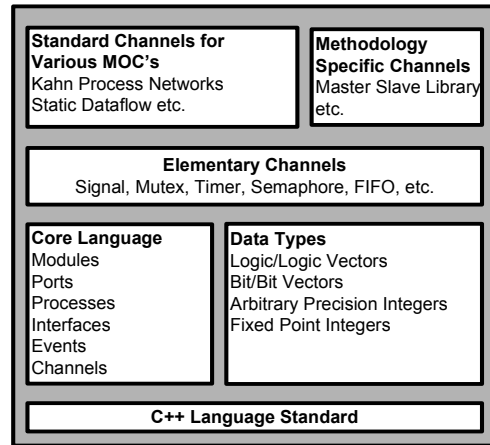 Standard Channels for
Various MOC's
Kahn Process Networks
Static Dataflow etc.
Methodology
Specific Channels
Master Slave Library
etc.
Elementary Channels
Signal, Mutex, Timer, Semaphore, FIFO, etc.
Core Language
Modules
Ports
Processes
Interfaces
Events
Channels
Data Types
Logic/Logic Vectors
Bit/Bit Vectors
Arbitrary Precision Integers
Fixed Point Integers
C++ Language Standard